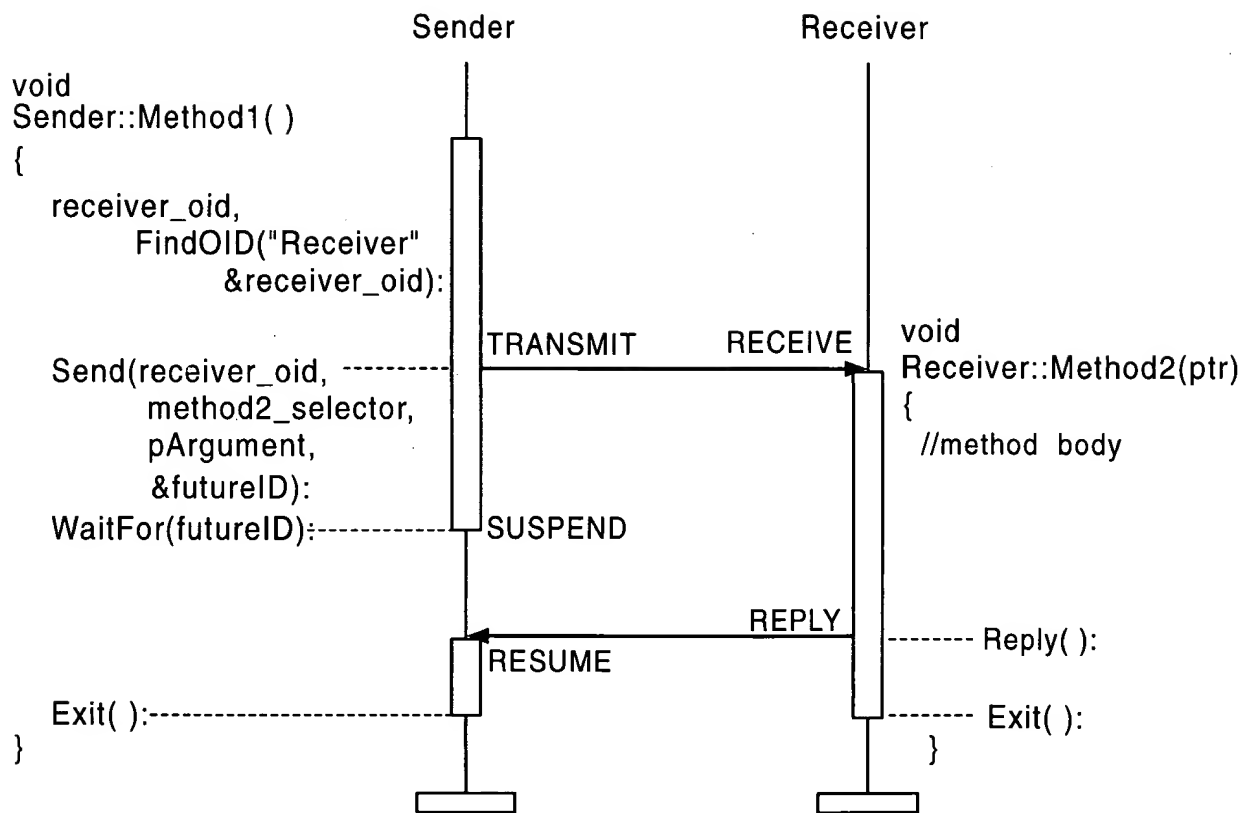 Sender
Receiver
void
Sender::Method1( )
{
receiver_oid,
FindOID("Receiver"
&receiver_oid):
TRANSMIT
RECEIVE
Send(receiver_oid,
method2_selector,
pArgument,
&futureID):
WaitFor(futureID):
SUSPEND
void
Receiver::Method2(ptr)
{
//method body
REPLY
Reply( ):
RESUME
Exit( ):
}
Exit( ):
}